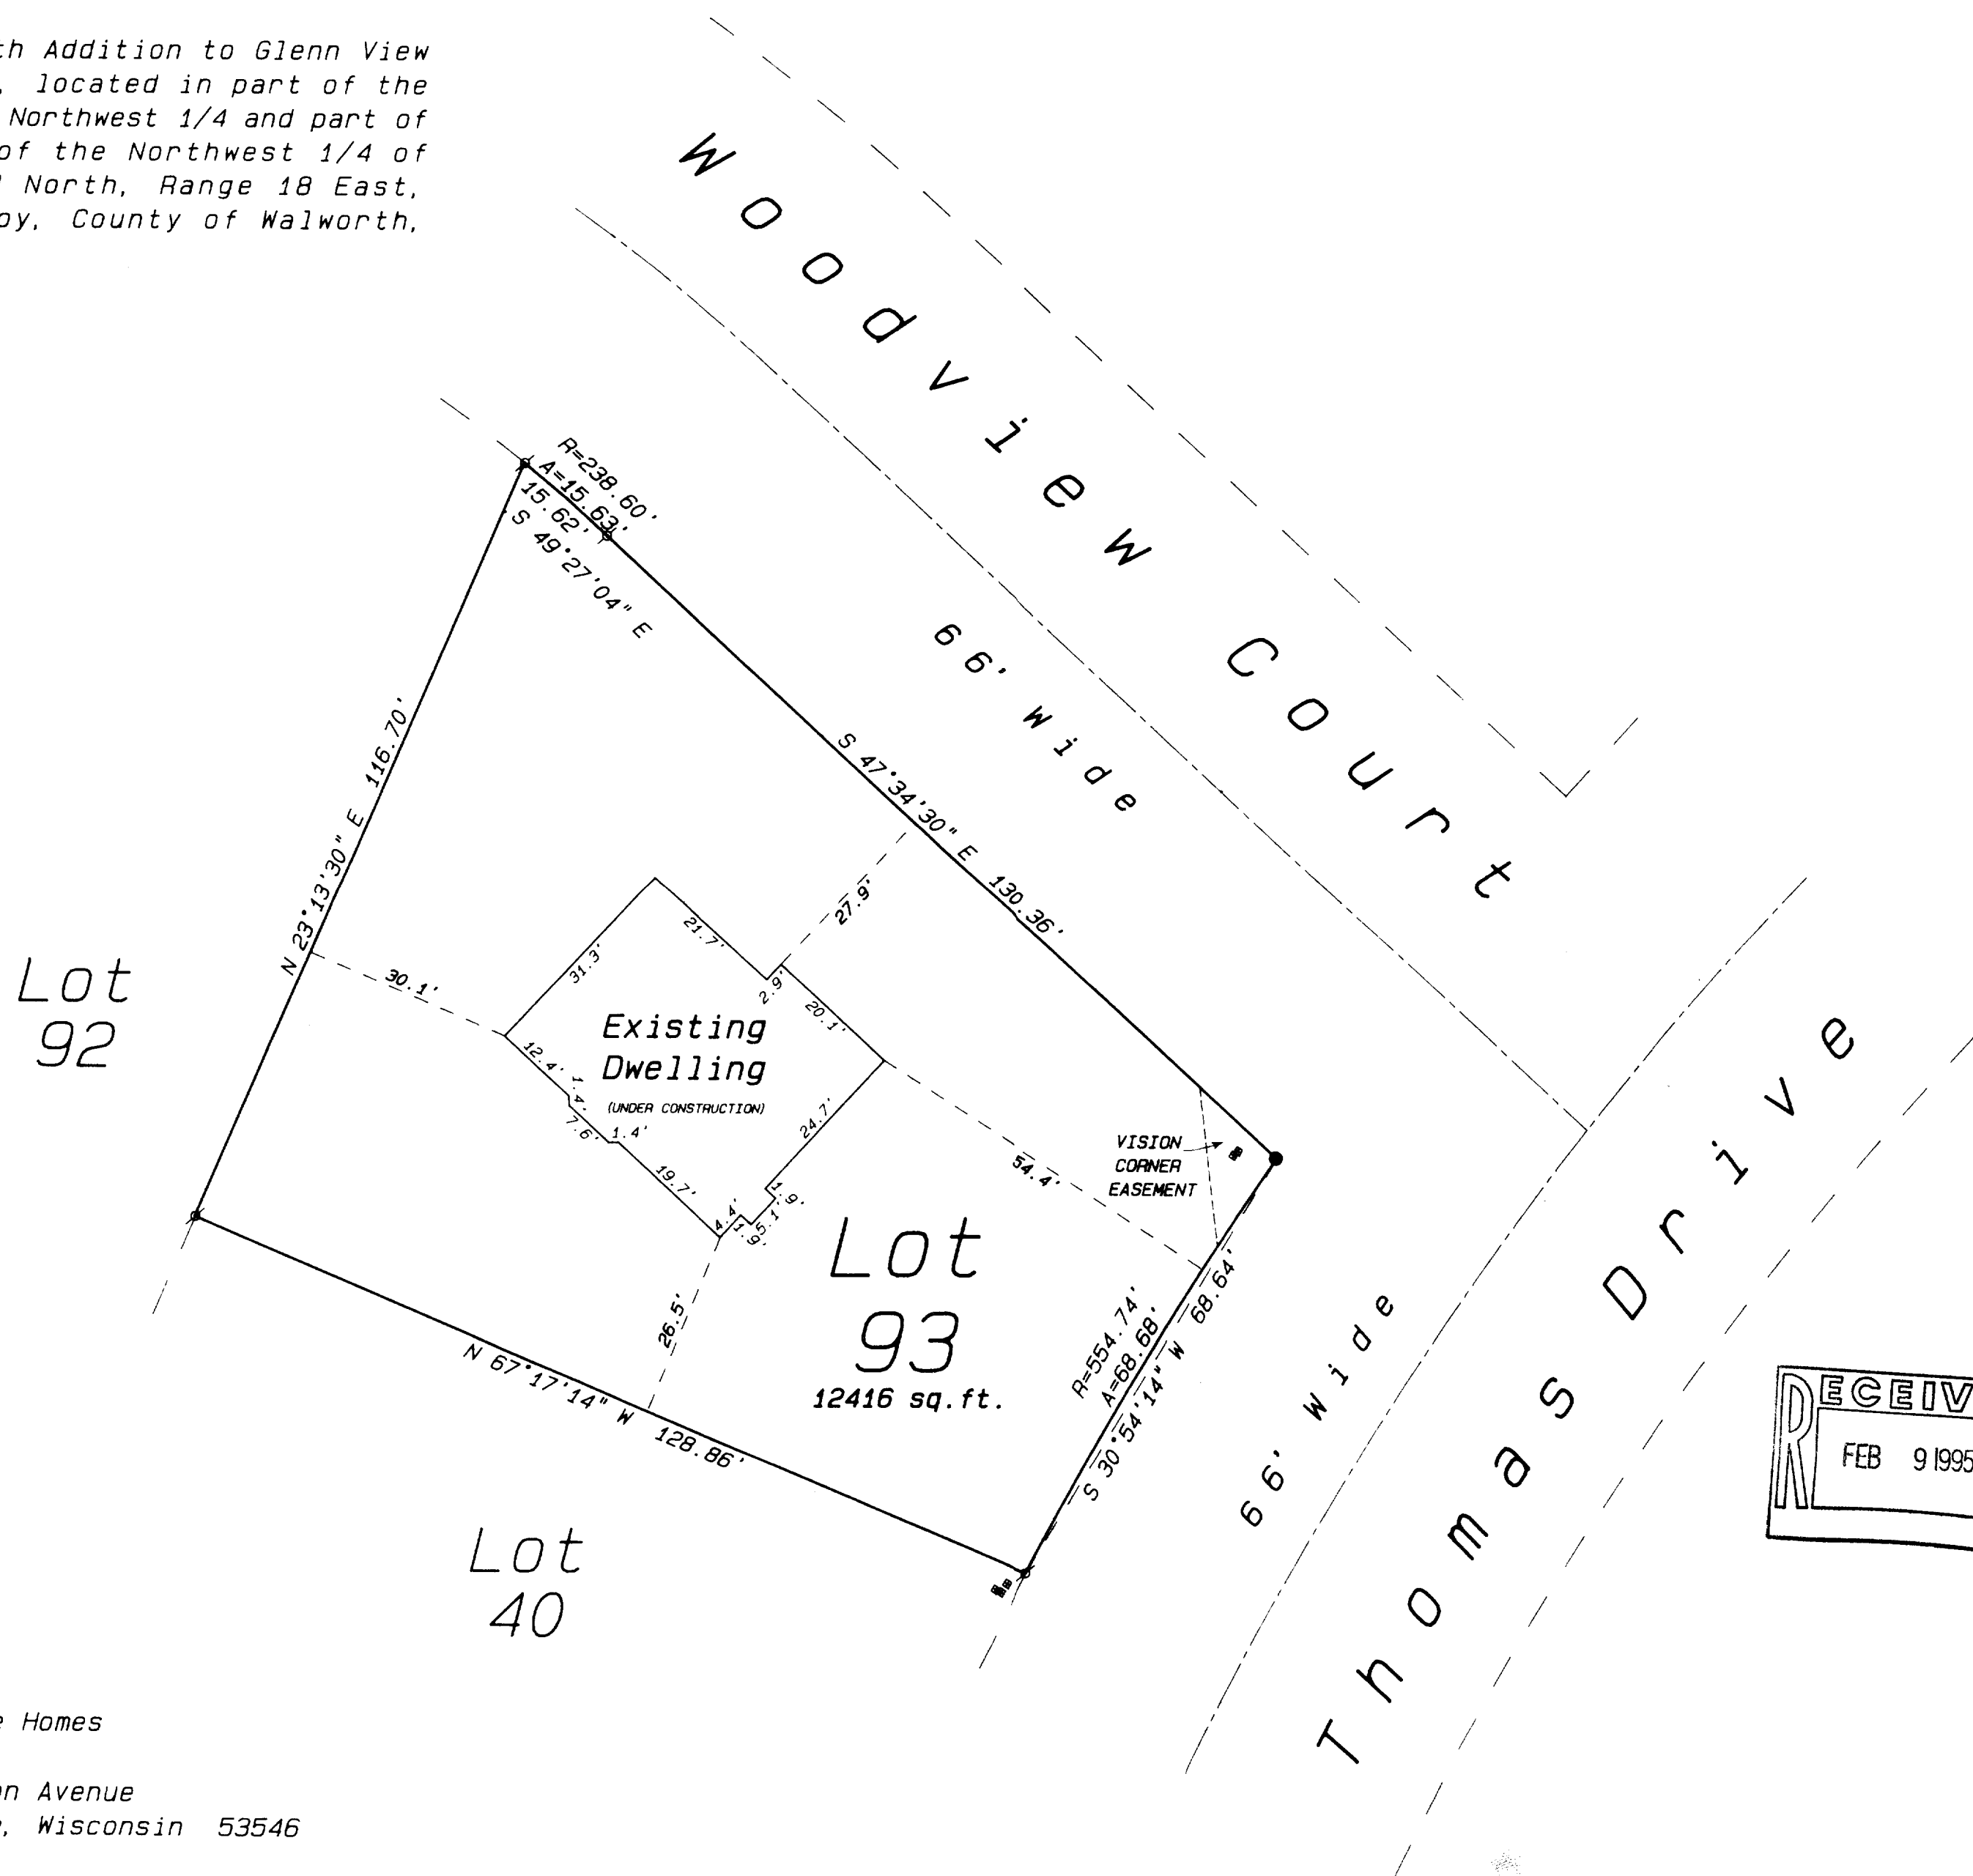 th Addition to Glenn View
, located in part of the
Northwest 1/4 and part of
of the Northwest 1/4 of
North, Range 18 East,
oy, County of Walworth,
Woodview Court
66' Wide
R=238.60'
A=15.63'
15.62'
S 49°27'04" E
S 47°34'30" E 130.36'
N 23°13'30" E 116.70'
27.9'
21.7'
31.3'
2.9'
20.1'
30.1'
Lot
92
Existing
Dwelling
(UNDER CONSTRUCTION)
12.4'
1.4'
7.6'
1.4'
19.7'
24.7'
1.9'
5.1'
1.9'
4.4'
54.4'
26.5'
VISION
CORNER
EASEMENT
Lot
93
12416 sq.ft.
R=554.74'
A=68.68'
S 30°54'14" W 68.64'
N 67°17'14" W 128.86'
66' Wide
Thomas Drive
RECEIV
FEB 9 1995
Lot
40
Homes
n Avenue
, Wisconsin 53546